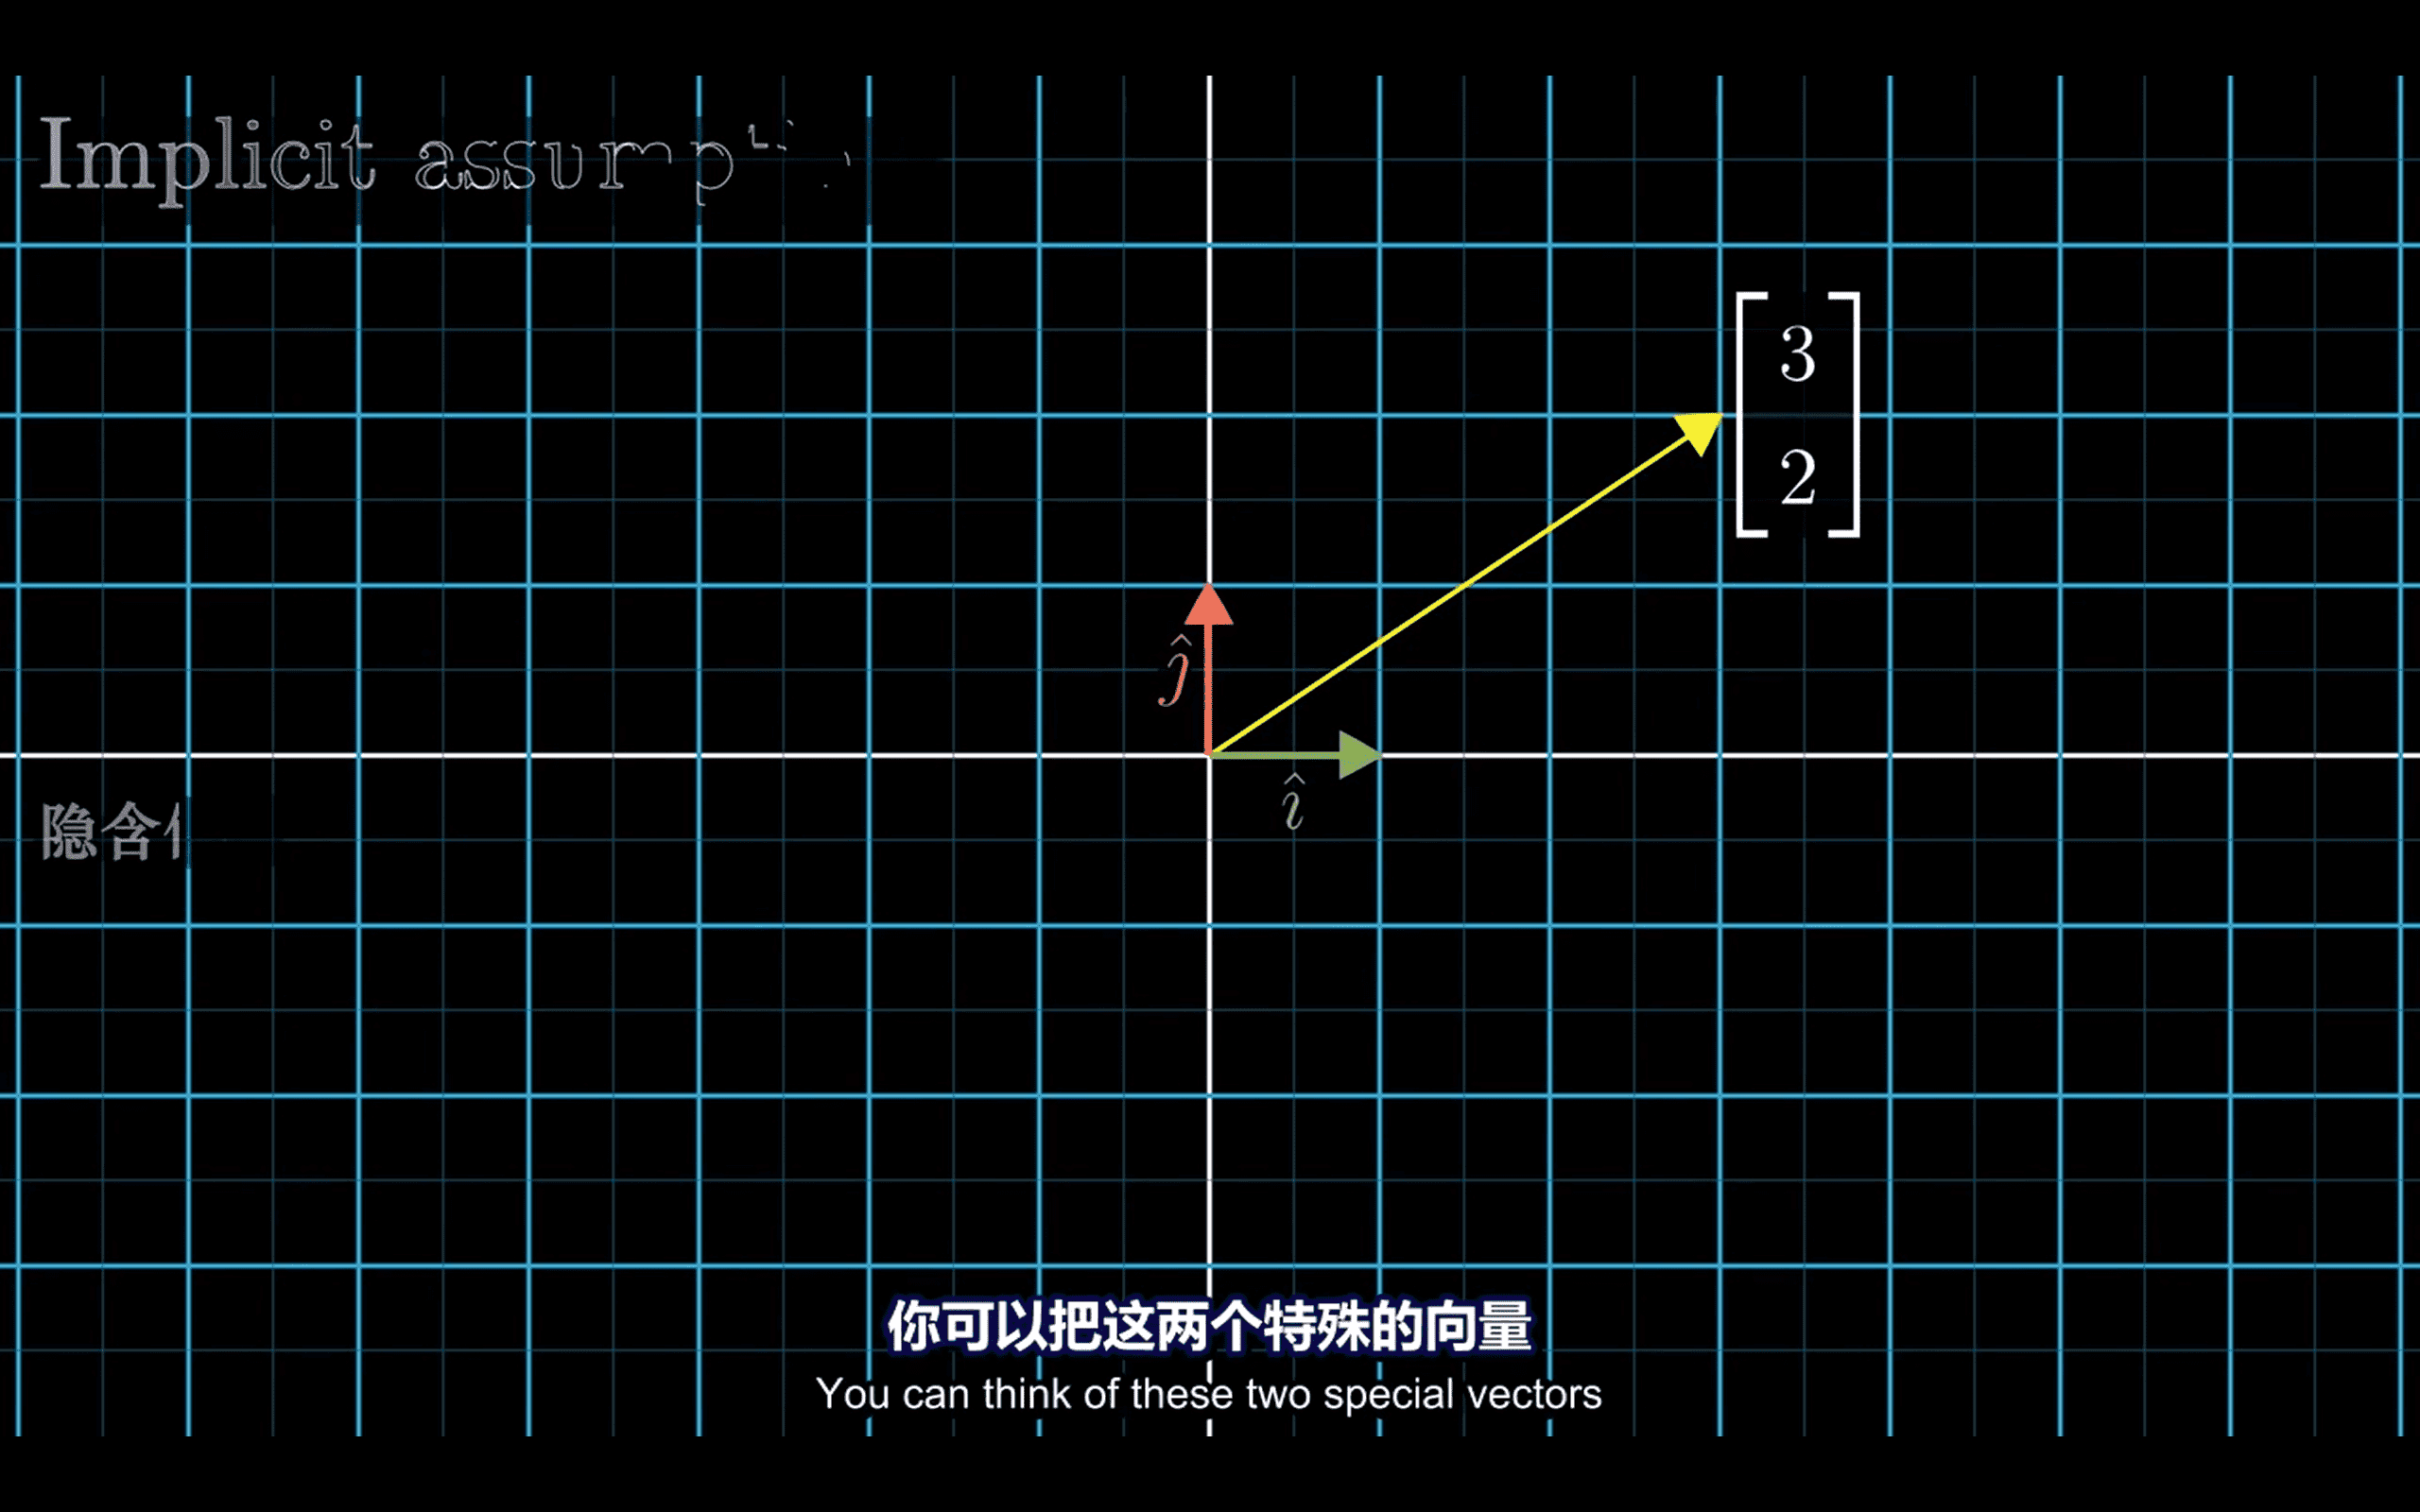 Implicit assump
3
2
ĵ
î
隐含
你可以把这两个特殊的向量
You can think of these two special vectors